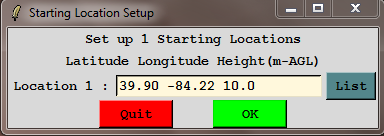 Starting Location Setup
Set up 1 Starting Locations
Latitude Longitude Height(m-AGL)
Location 1 : 39.90 -84.22 10.0 List
Quit OK